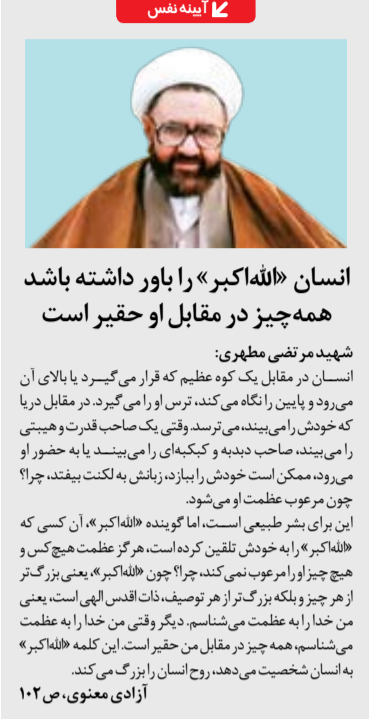 آیینه نفس
انسان «الله‌اکبر» را باور داشته باشد
همه‌چیز در مقابل او حقیر است
شهید مرتضی مطهری:
انسان در مقابل یک کوه عظیم که قرار می‌گیرد یا بالای آن
می‌رود و پایین را نگاه می‌کند، ترس او را می‌گیرد. در مقابل دریا
که خودش را می‌بیند، می‌ترسد. وقتی یک صاحب قدرت و هیبتی
را می‌بیند، صاحب دبدبه و کبکبه‌ای را می‌بیند یا به حضور او
می‌رود، ممکن است خودش را ببازد، زبانش به لکنت بیفتد، چرا؟
چون مرعوب عظمت او می‌شود.
این برای بشر طبیعی است، اما گوینده «الله‌اکبر»، آن کسی که
«الله‌اکبر» را به خودش تلقین کرده است، هرگز عظمت هیچ‌کس و
هیچ چیز او را مرعوب نمی‌کند، چرا؟ چون «الله‌اکبر»، یعنی بزرگ‌تر
از هر چیز و بلکه بزرگ‌تر از هر توصیف، ذات اقدس الهی است، یعنی
من خدا را به عظمت می‌شناسم. دیگر وقتی من خدا را به عظمت
می‌شناسم، همه چیز در مقابل من حقیر است. این کلمه «الله‌اکبر»
به انسان شخصیت می‌دهد، روح انسان را بزرگ می‌کند.
آزادی معنوی، ص۱۰۲